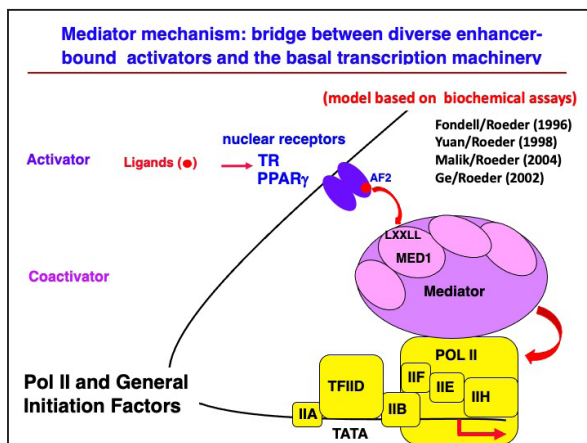 Mediator mechanism: bridge between diverse enhancer-
bound activators and the basal transcription machinery
(model based on biochemical assays)
Fondell/Roeder (1996)
Yuan/Roeder (1998)
Malik/Roeder (2004)
Ge/Roeder (2002)
nuclear receptors
Activator
Ligands (●)
TR
PPARγ
AF2
LXXLL
MED1
Coactivator
Mediator
POL II
Pol II and General
Initiation Factors
TFIID
IIF
IIE
IIH
IIA
IIB
TATA